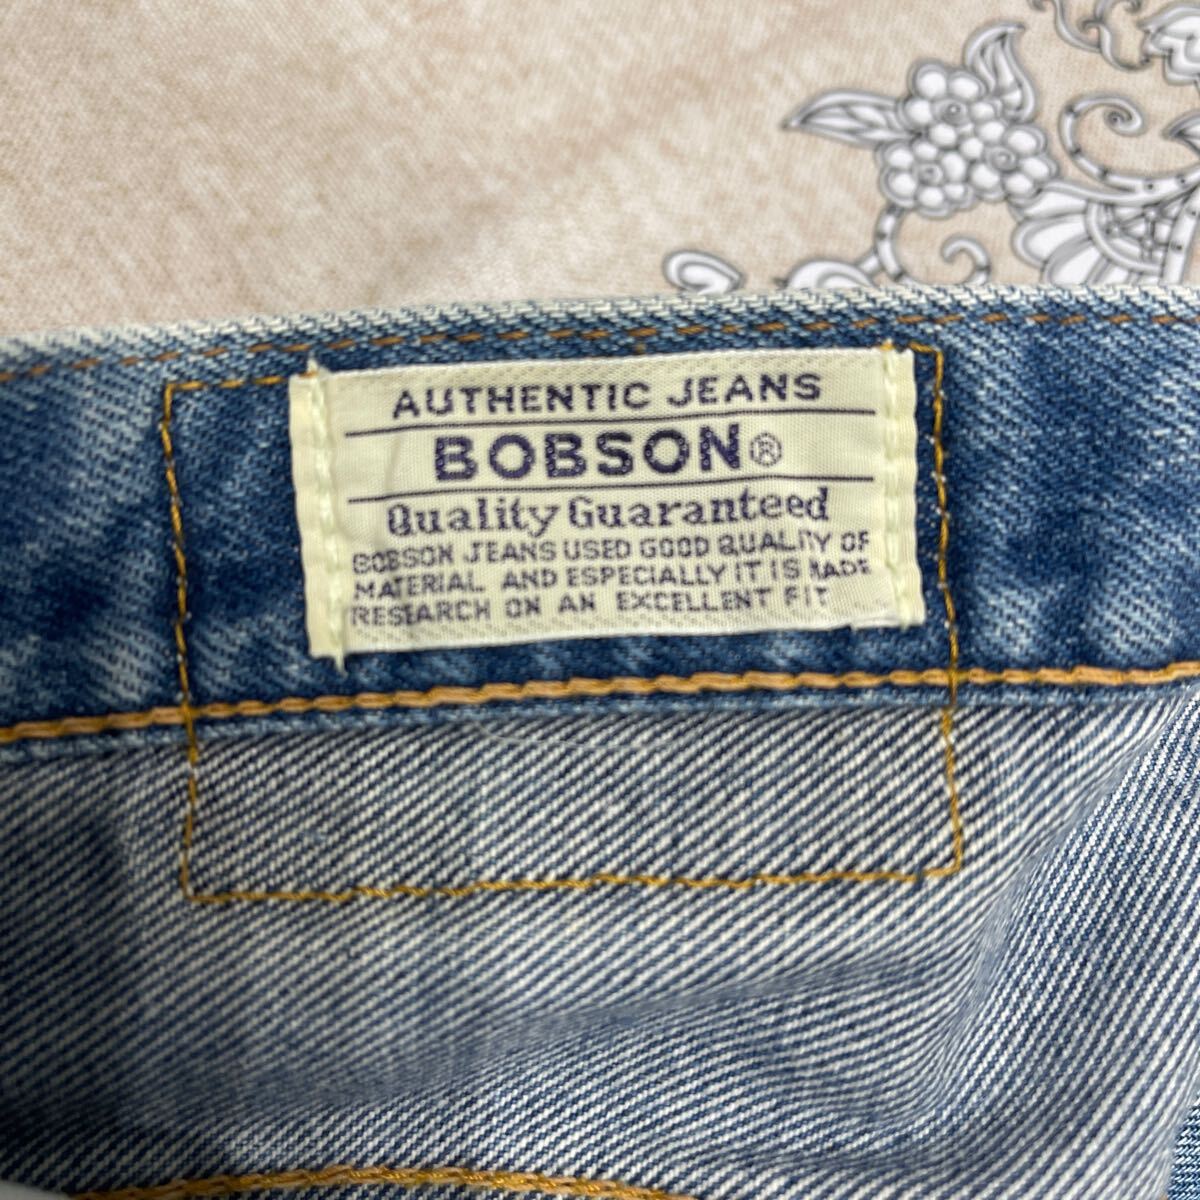 AUTHENTIC JEANS
BOBSON®
Quality Guaranteed
BOBSON JEANS USED GOOD QUALITY OF
MATERIAL AND ESPECIALLY IT IS MADE
RESEARCH ON AN EXCELLENT FIT